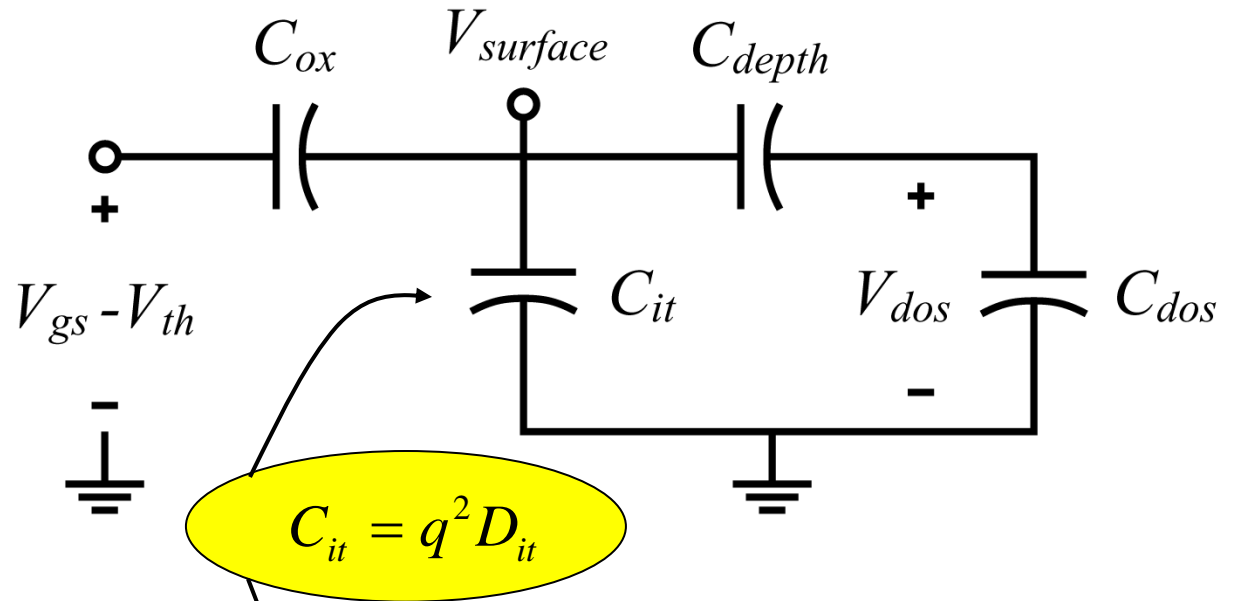 C_ox V_surface C_depth
+ +
V_gs - V_th C_it V_dos C_dos
- -
C_it = q^2 D_it